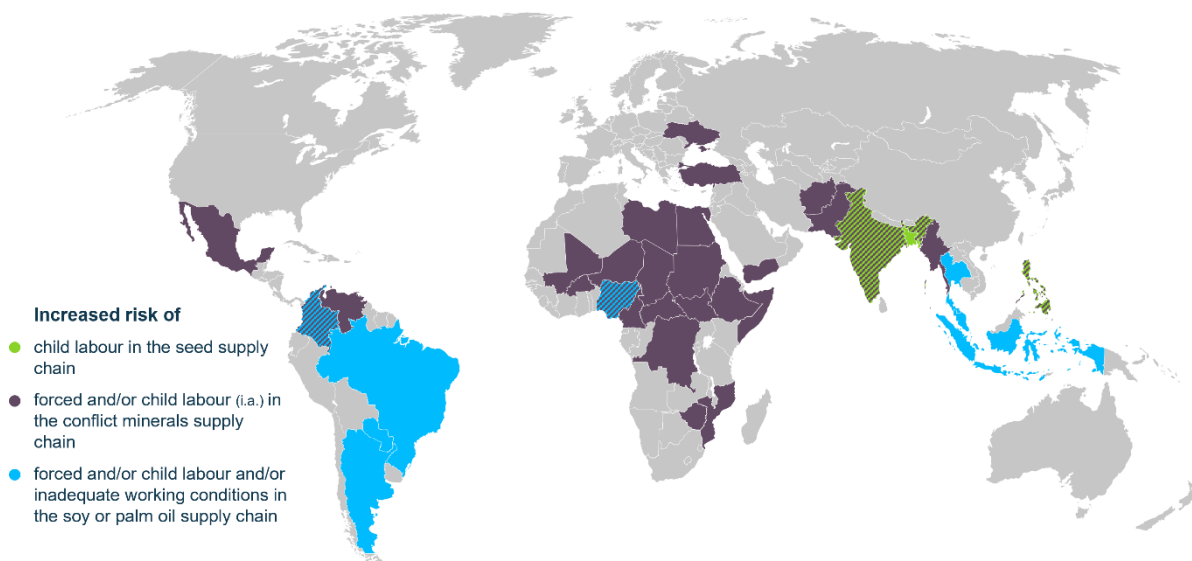 Increased risk of
child labour in the seed supply
chain
forced and/or child labour (i.a.) in
the conflict minerals supply
chain
forced and/or child labour and/or
inadequate working conditions in
the soy or palm oil supply chain